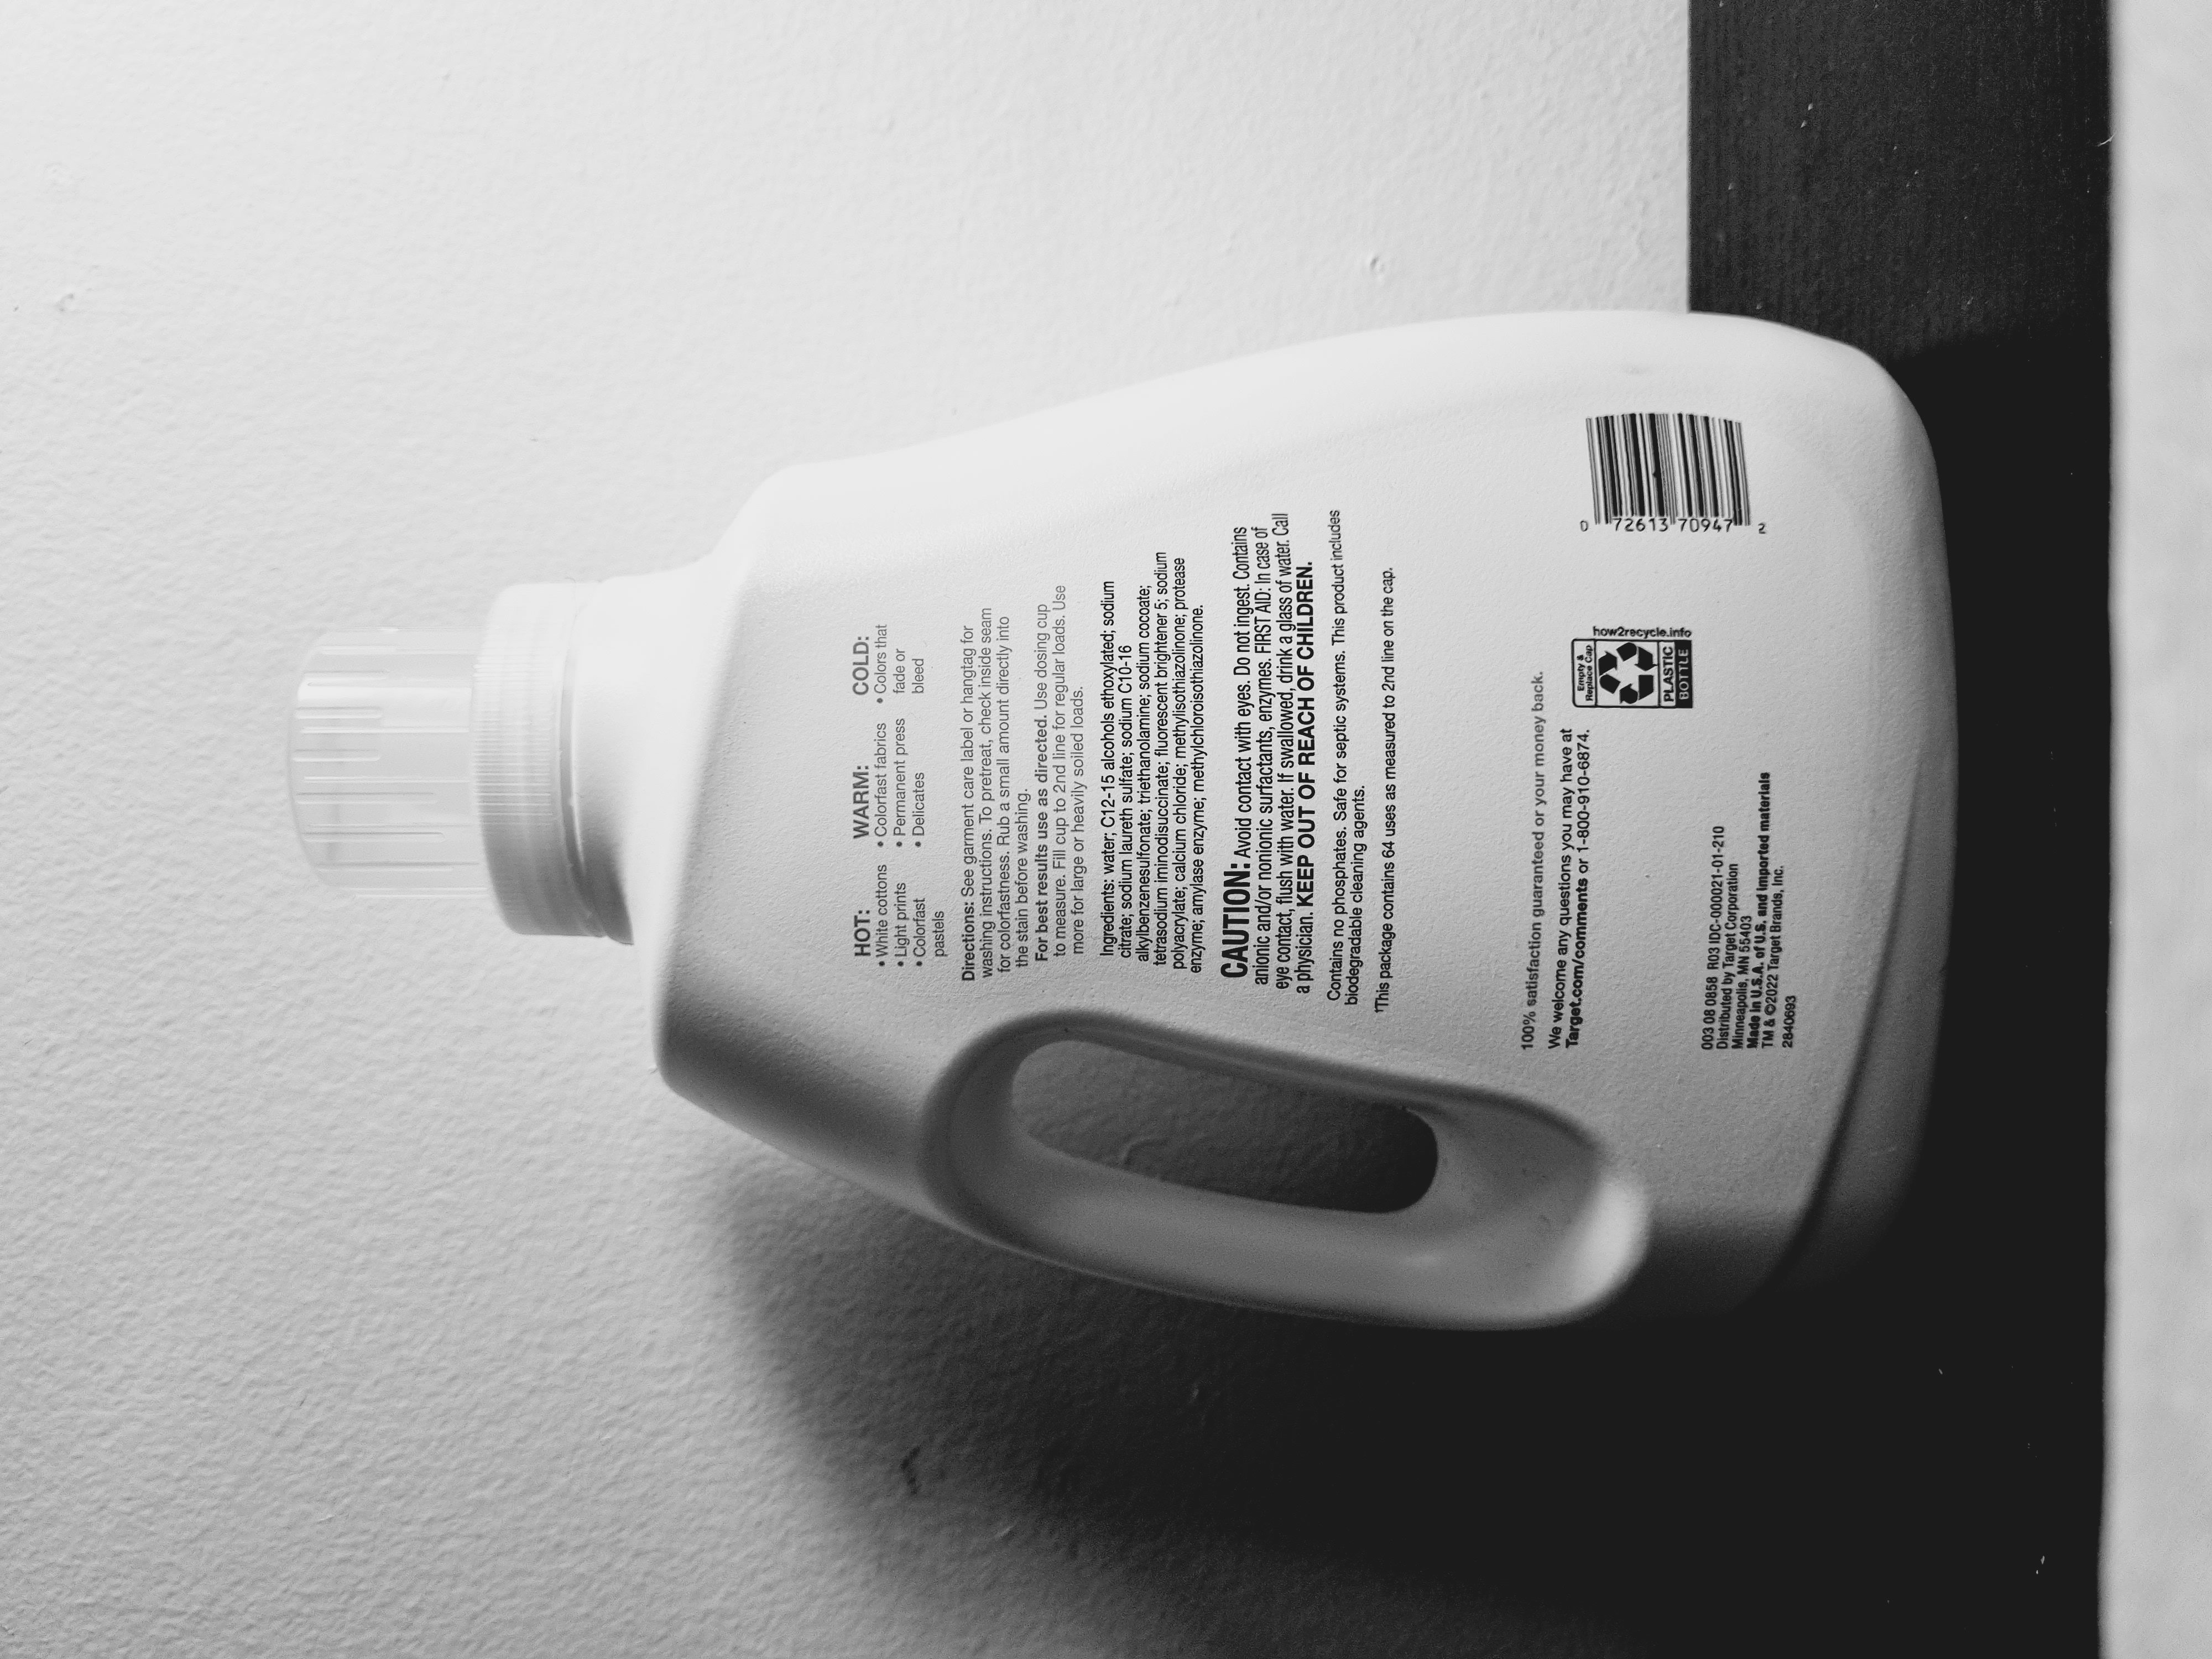 HOT:
• White cottons
• Light prints
• Colorfast
pastels
WARM:
• Colorfast fabrics
• Permanent press
• Delicates
COLD:
• Colors that
fade or
bleed
Directions: See garment care label or hangtag for
washing instructions. To pretreat, check inside seam
for colorfastness. Rub a small amount directly into
the stain before washing.
For best results use as directed. Use dosing cup
to measure. Fill cup to 2nd line for regular loads. Use
more for large or heavily soiled loads.
Ingredients: water; C12-15 alcohols ethoxylated; sodium
citrate; sodium laureth sulfate; sodium C10-16
alkylbenzenesulfonate; triethanolamine; sodium cocoate;
tetrasodium iminodisuccinate; fluorescent brightener 5; sodium
polyacrylate; calcium chloride; methylisothiazolinone; protease
enzyme; amylase enzyme; methylchloroisothiazolinone.
CAUTION: Avoid contact with eyes. Do not ingest. Contains
anionic and/or nonionic surfactants, enzymes. FIRST AID: In case of
eye contact, flush with water. If swallowed, drink a glass of water. Call
a physician. KEEP OUT OF REACH OF CHILDREN.
Contains no phosphates. Safe for septic systems. This product includes
biodegradable cleaning agents.
†This package contains 64 uses as measured to 2nd line on the cap.
100% satisfaction guaranteed or your money back.
We welcome any questions you may have at
Target.com/comments or 1-800-910-6874.
Empty &
Replace Cap
PLASTIC
BOTTLE
how2recycle.info
0 72613 70947 2
003 08 0858 R03 IDC-000021-01-210
Distributed by Target Corporation
Minneapolis, MN 55403
Made in U.S.A. of U.S. and imported materials
TM & ©2022 Target Brands, Inc.
2840693